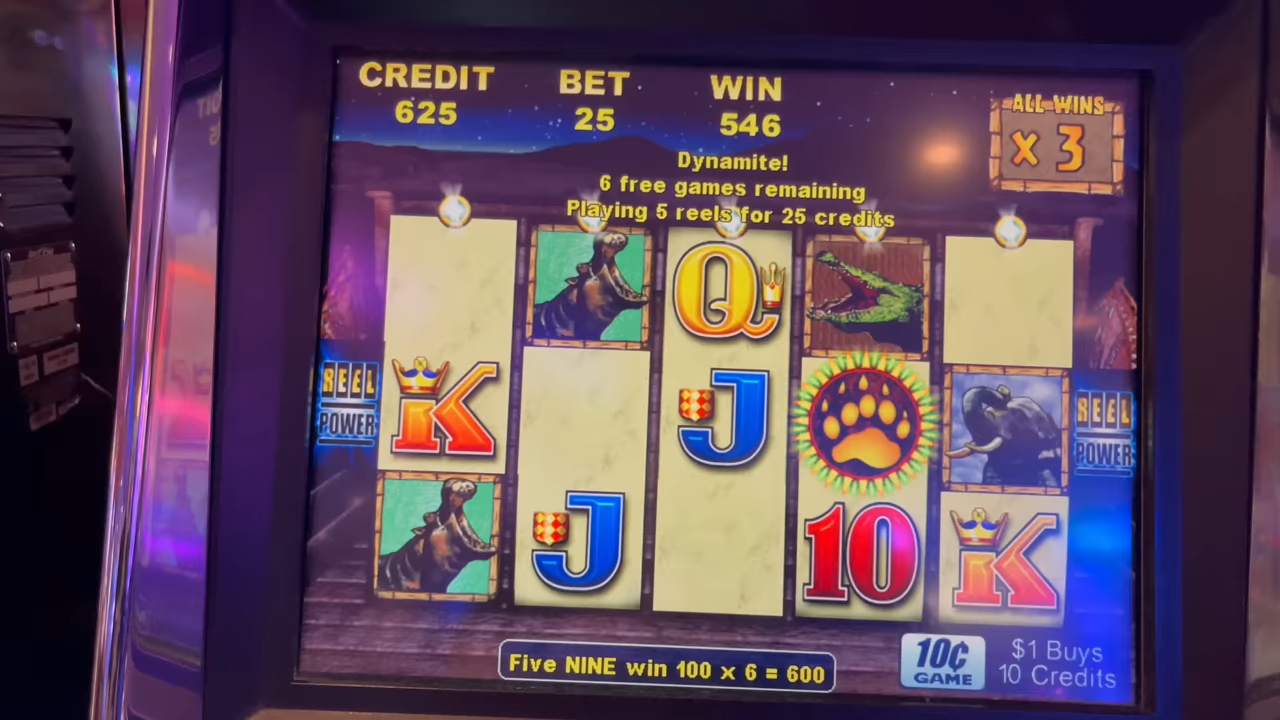 CREDIT BET WIN
625 25 546
ALL WINS
x 3
Dynamite!
6 free games remaining
Playing 5 reels for 25 credits
Q
REEL
POWER
K
J
REEL
POWER
J
10
K
Five NINE win 100 x 6 = 600
10¢
GAME
$1 Buys
10 Credits